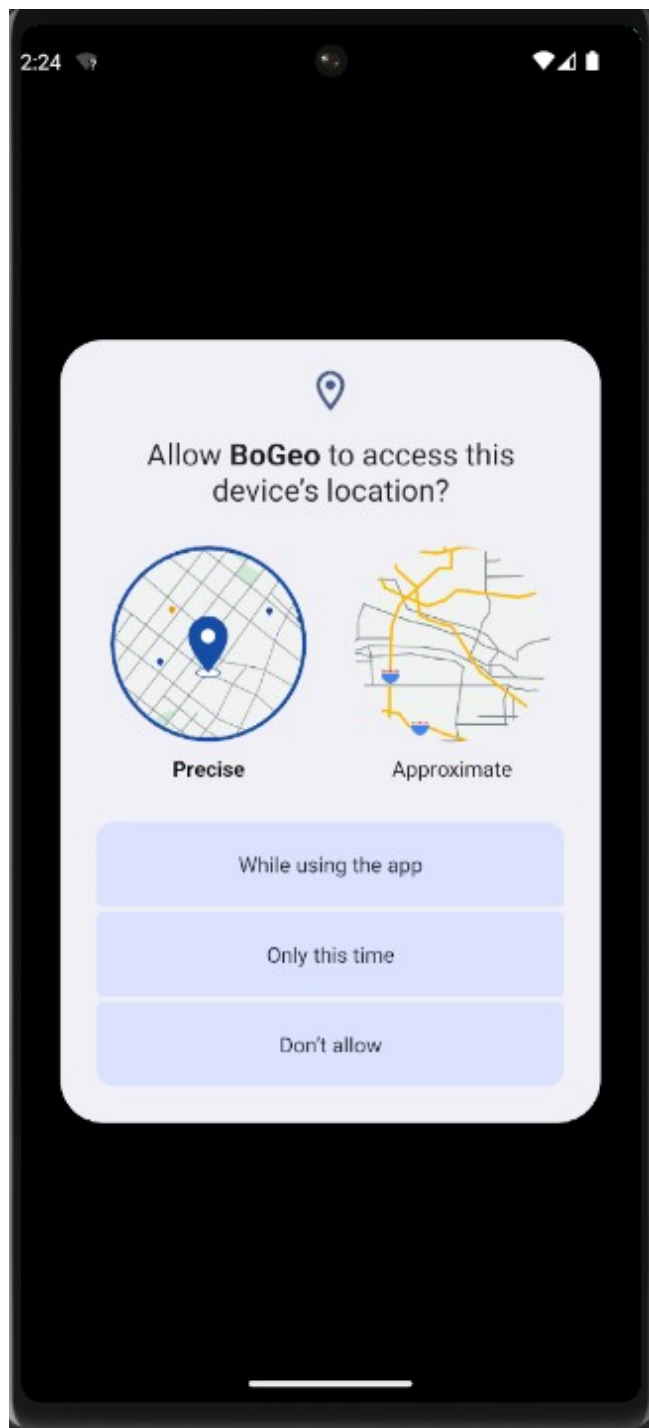 2:24
Allow BoGeo to access this
device's location?
Precise
Approximate
While using the app
Only this time
Don't allow